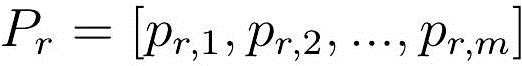 P_r = [p_{r,1}, p_{r,2}, ..., p_{r,m}]